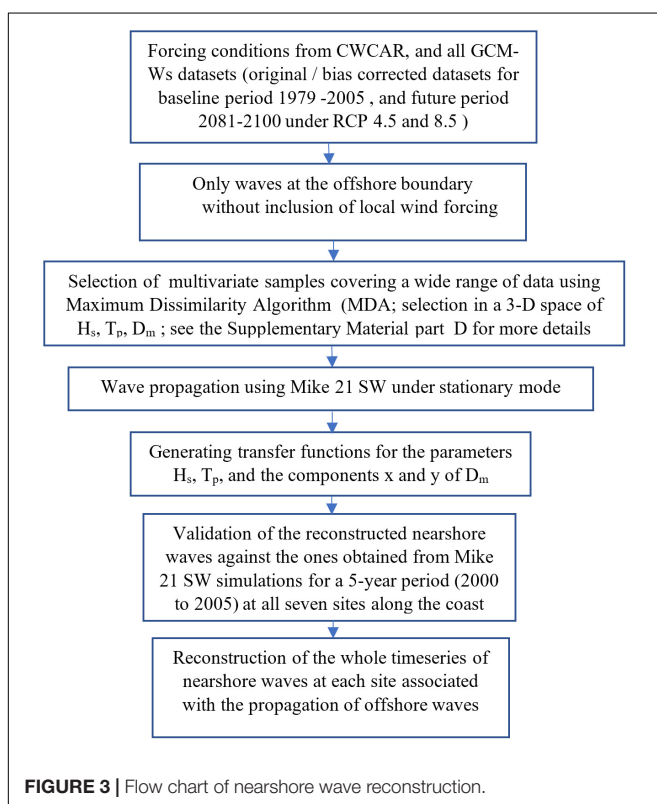 Forcing conditions from CWCAR, and all GCM-
Ws datasets (original / bias corrected datasets for
baseline period 1979 -2005 , and future period
2081-2100 under RCP 4.5 and 8.5 )
Only waves at the offshore boundary
without inclusion of local wind forcing
Selection of multivariate samples covering a wide range of data using
Maximum Dissimilarity Algorithm (MDA; selection in a 3-D space of
Hs, Tp, Dm ; see the Supplementary Material part D for more details
Wave propagation using Mike 21 SW under stationary mode
Generating transfer functions for the parameters
Hs, Tp, and the components x and y of Dm
Validation of the reconstructed nearshore
waves against the ones obtained from Mike
21 SW simulations for a 5-year period (2000
to 2005) at all seven sites along the coast
Reconstruction of the whole timeseries of
nearshore waves at each site associated
with the propagation of offshore waves
FIGURE 3 | Flow chart of nearshore wave reconstruction.